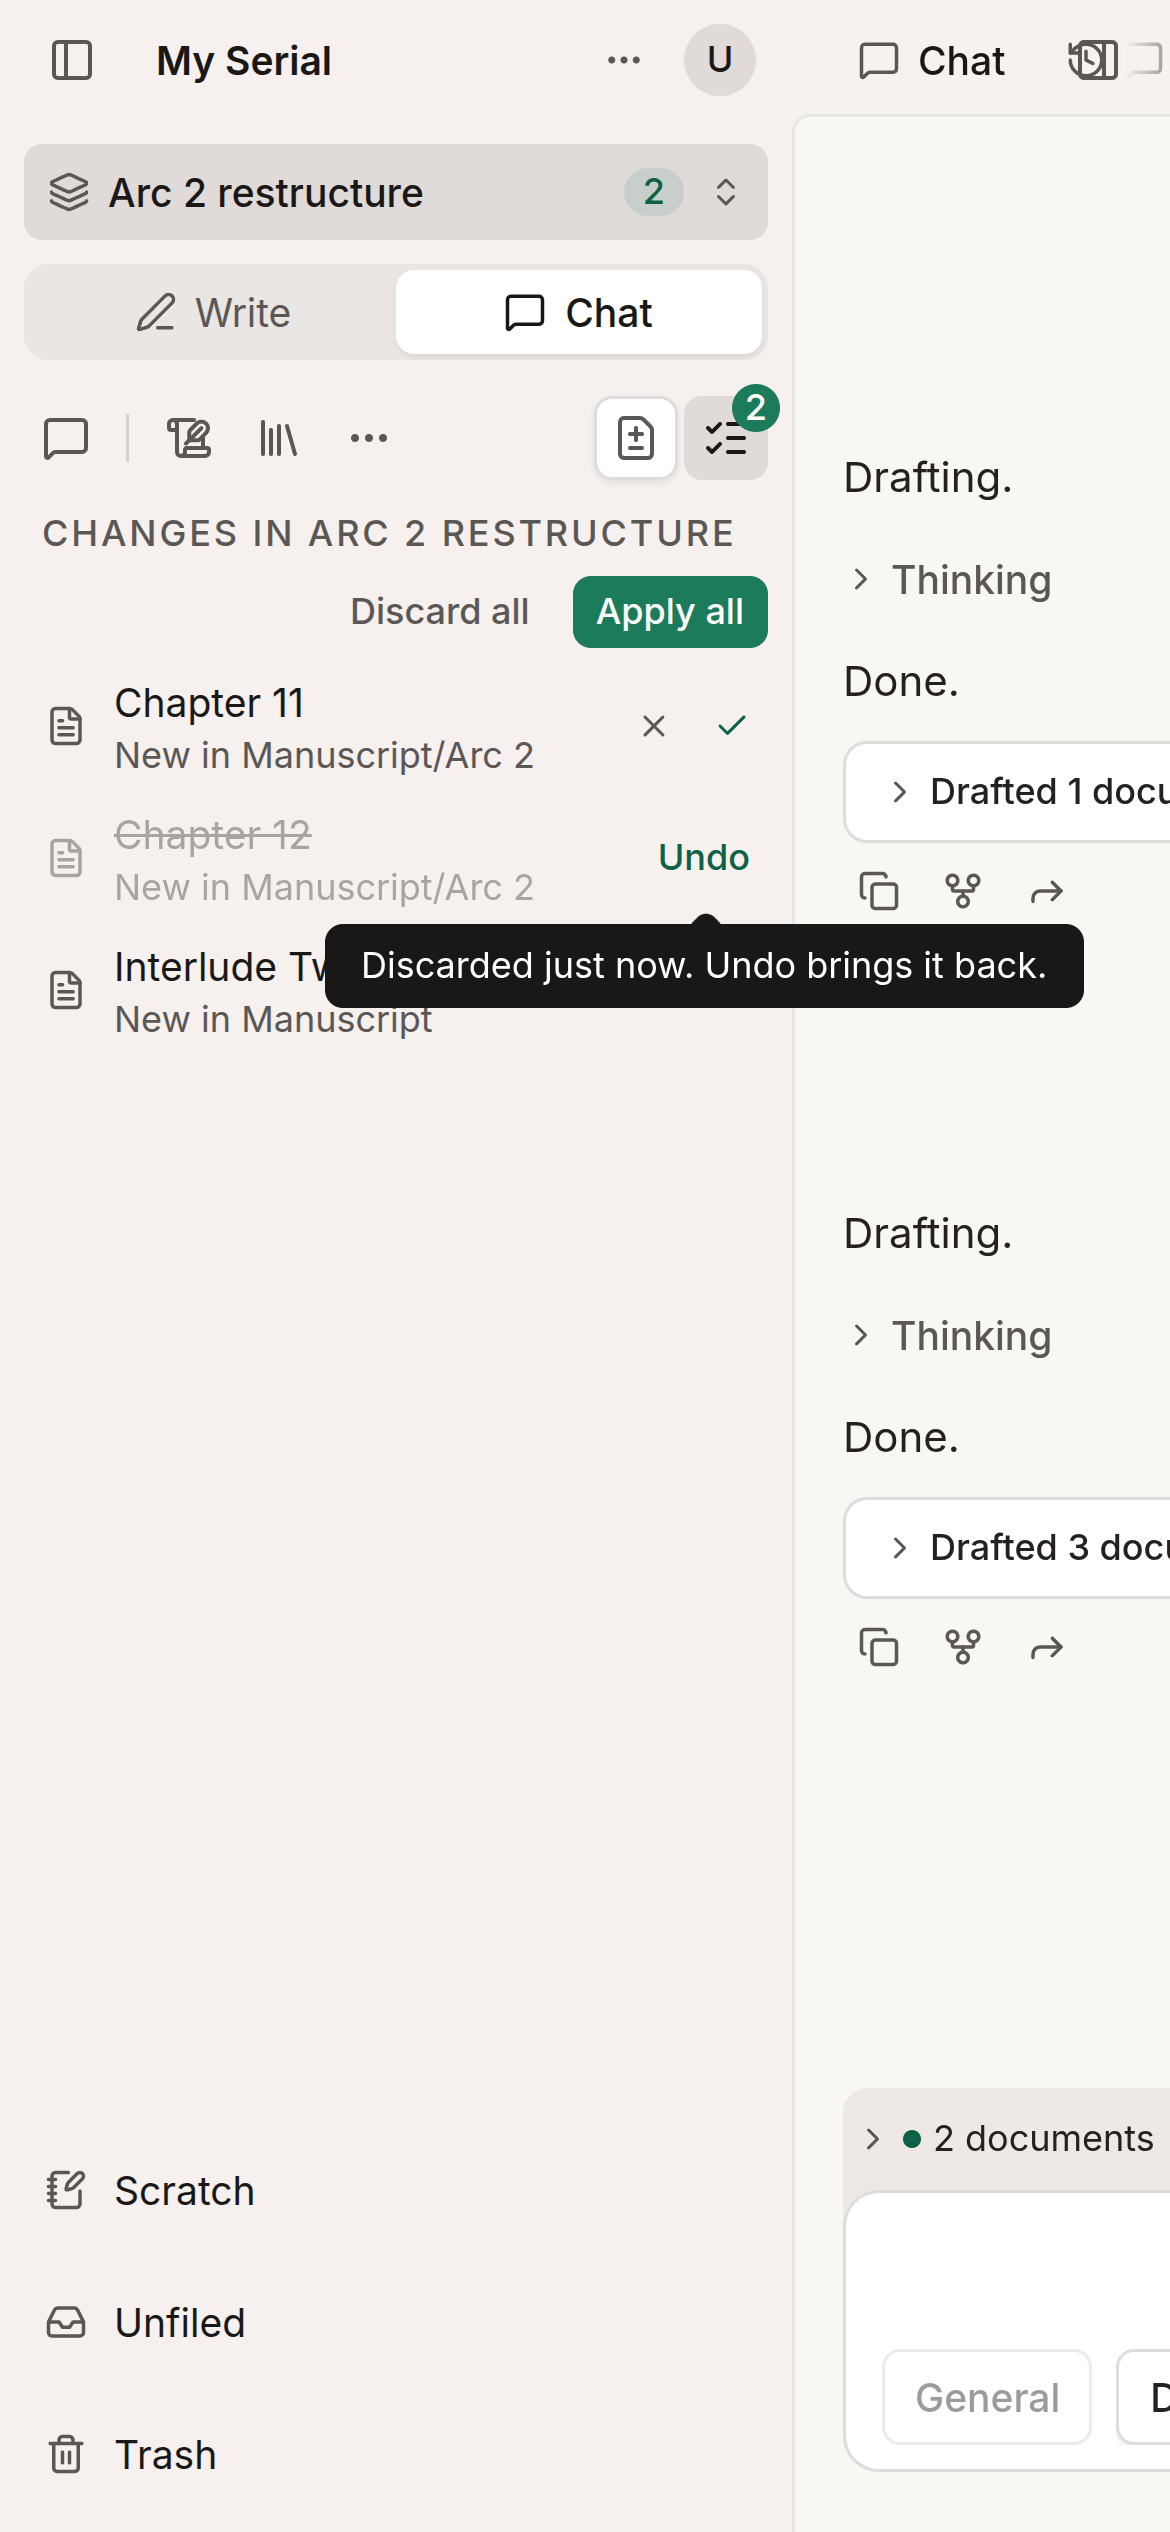 My Serial
U
Arc 2 restructure
2
Write
Chat
2
CHANGES IN ARC 2 RESTRUCTURE
Discard all
Apply all
Chapter 11
New in Manuscript/Arc 2
Chapter 12
New in Manuscript/Arc 2
Undo
Discarded just now. Undo brings it back.
Interlude
New in Manuscript
Scratch
Unfiled
Trash
Chat
Drafting.
Thinking
Done.
Drafted 1
Drafting.
Thinking
Done.
Drafted 3
2 documents
General